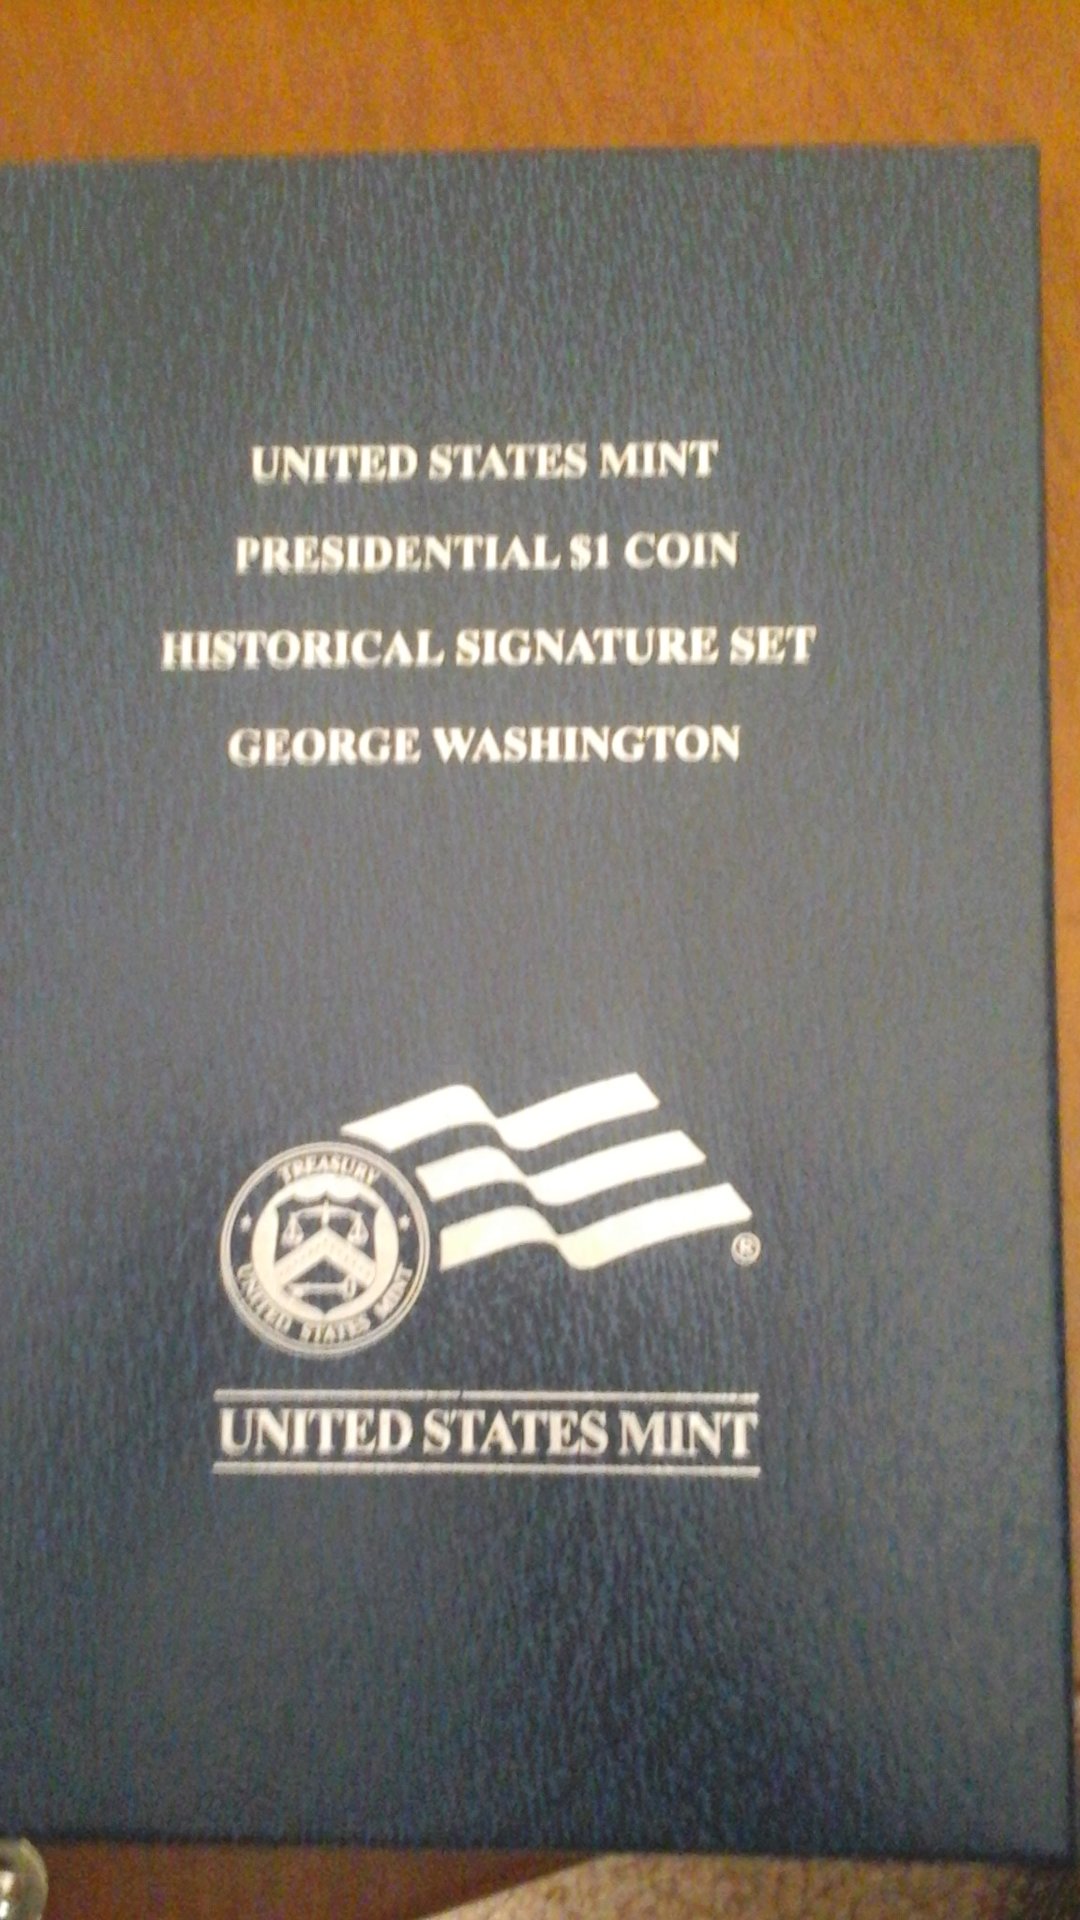 UNITED STATES MINT
PRESIDENTIAL $1 COIN
HISTORICAL SIGNATURE SET
GEORGE WASHINGTON
TREASURY
UNITED STATES MINT
®
UNITED STATES MINT